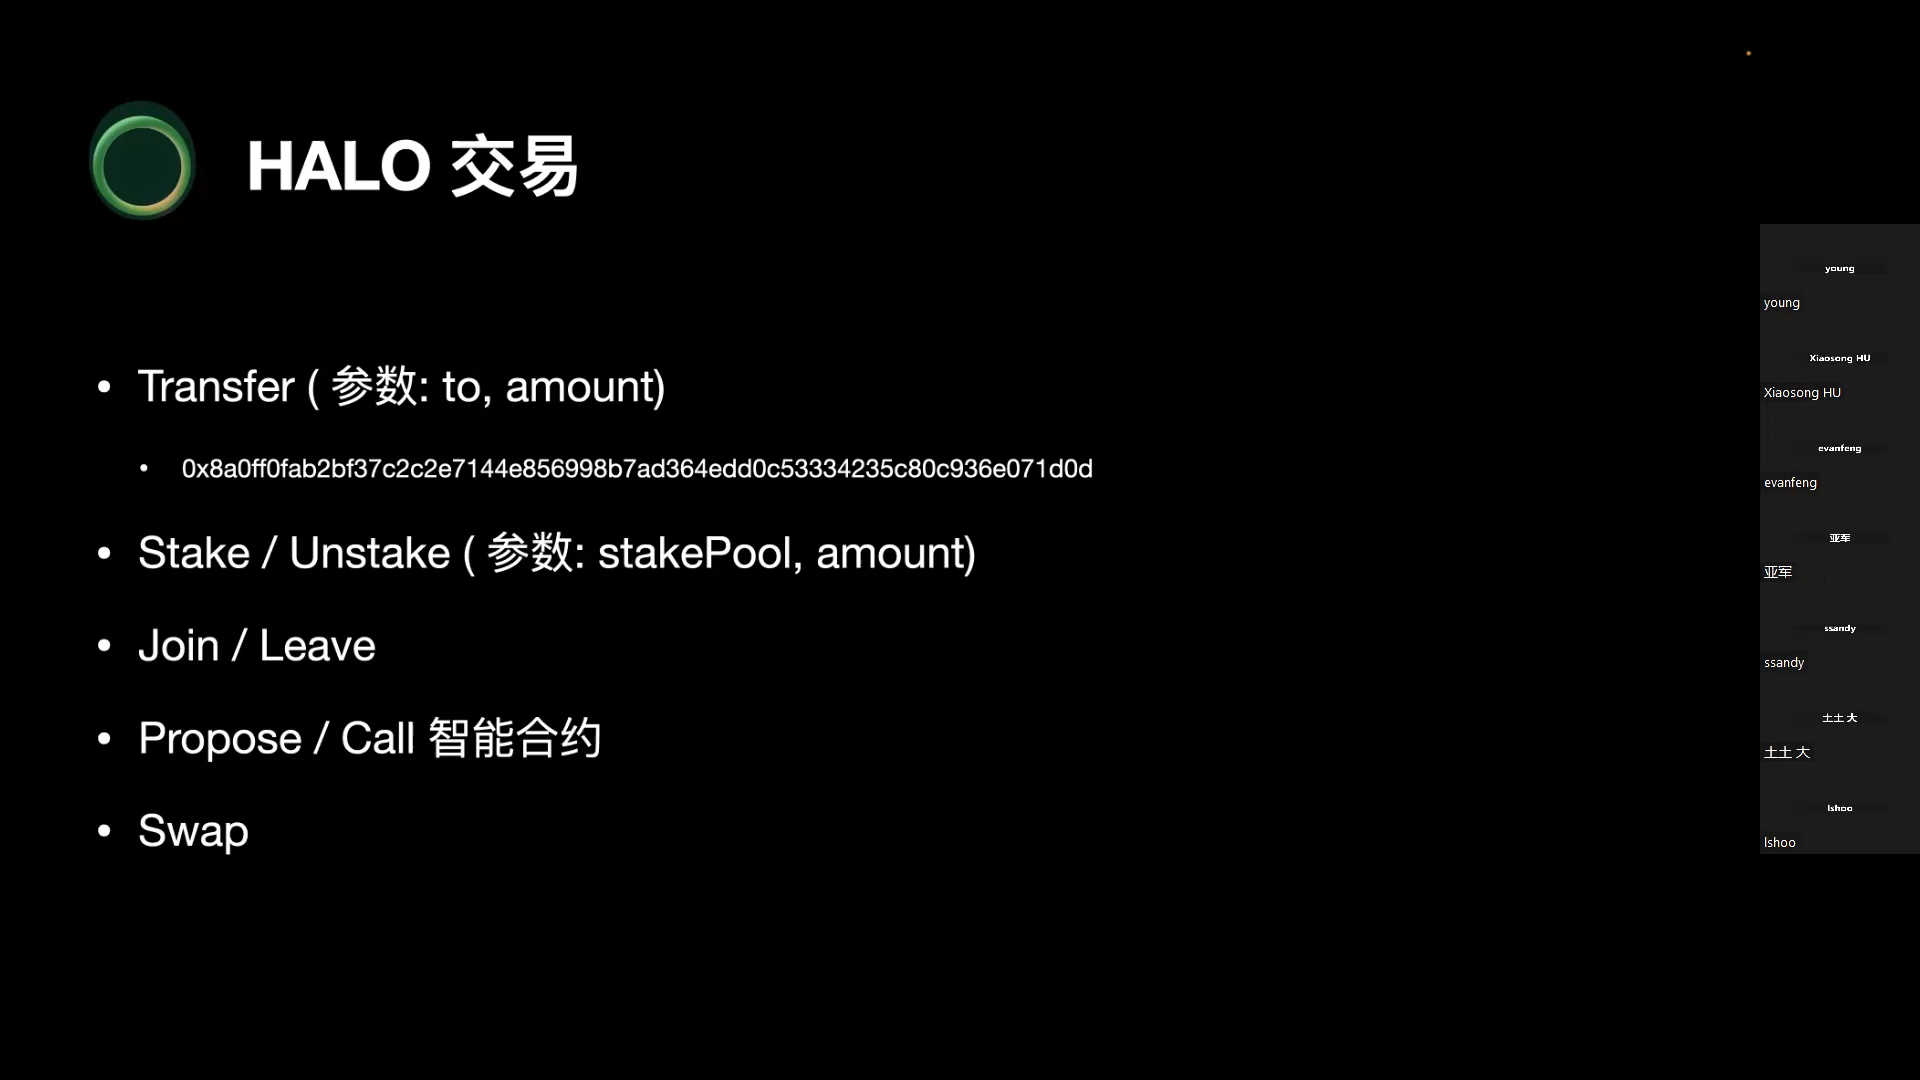 HALO 交易
• Transfer ( 参数: to, amount)
• 0x8a0ff0fab2bf37c2c2e7144e856998b7ad364edd0c53334235c80c936e071d0d
• Stake / Unstake ( 参数: stakePool, amount)
• Join / Leave
• Propose / Call 智能合约
• Swap
young
young
Xiaosong HU
Xiaosong HU
evanfeng
evanfeng
亚军
亚军
ssandy
ssandy
土土 大
土土 大
lshoo
lshoo